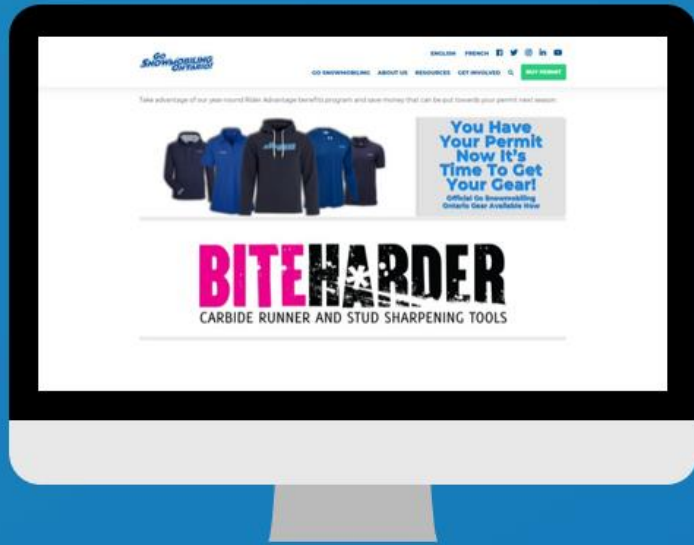 GO
SNOWMOBILING
ONTARIO!
ENGLISH FRENCH
GO SNOWMOBILING ABOUT US RESOURCES GET INVOLVED BUY PERMIT
Take advantage of our year-round Rider Advantage benefits program and save money that can be put towards your permit next season.
You Have
Your Permit
Now It's
Time To Get
Your Gear!
Official Go Snowmobiling
Ontario Gear Available Now
BITEHARDER
CARBIDE RUNNER AND STUD SHARPENING TOOLS